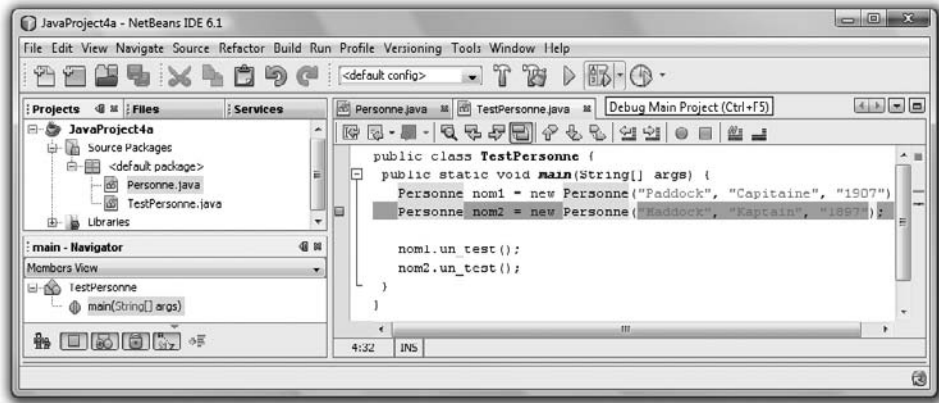 JavaProject4a - NetBeans IDE 6.1
File Edit View Navigate Source Refactor Build Run Profile Versioning Tools Window Help
<default config>
Projects Files Services
JavaProject4a
Source Packages
<default package>
Personne.java
TestPersonne.java
Libraries
main - Navigator
Members View
TestPersonne
main(String[] args)
Personne.java TestPersonne.java Debug Main Project (Ctrl+F5)
public class TestPersonne {
public static void main(String[] args) {
Personne nom1 = new Personne("Paddock", "Capitaine", "1907")
Personne nom2 = new Personne("Haddock", "Kaptain", "1897");
nom1.un_test();
nom2.un_test();
}
}
4:32 INS